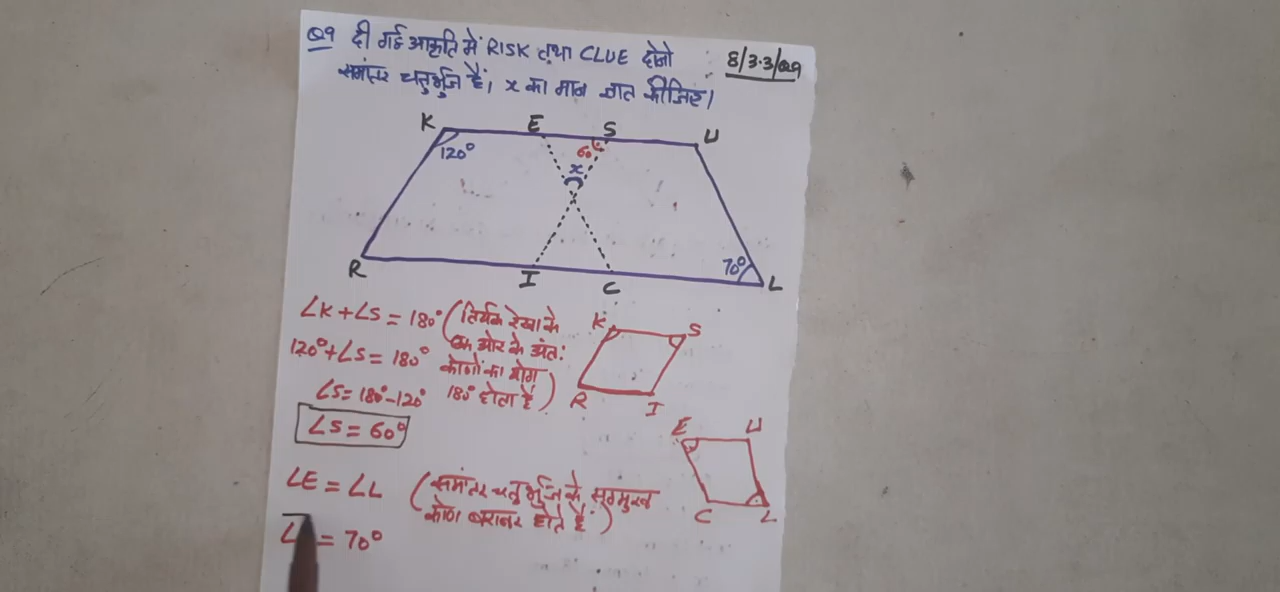 Q9 दी गई आकृति में RISK तथा CLUE दोनो
8/3.3/Q9
समांतर चतुर्भुज हैं। x का मान ज्ञात कीजिए।
K E S U
120° 60° x
70°
R I C L
∠K+∠S = 180° (तिर्यक रेखा के
120°+∠S = 180° एक ओर के अंतः
कोणों का योग
∠S = 180°-120° 180° होता है)
∠S = 60°
K S
R I
E U
C L
∠E = ∠L (समांतर चतुर्भुज के सम्मुख
कोण बराबर होते हैं)
= 70°